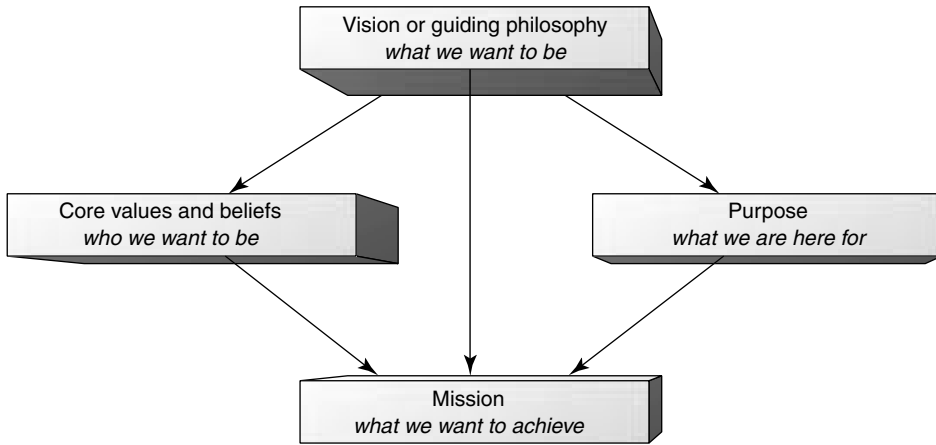 Vision or guiding philosophy
what we want to be
Core values and beliefs
who we want to be
Purpose
what we are here for
Mission
what we want to achieve